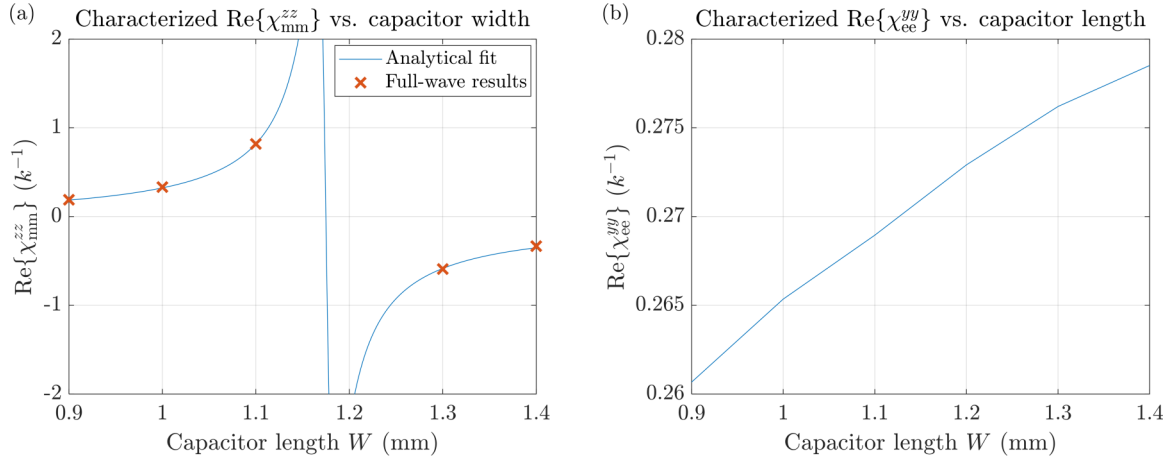 (a)
Characterized Re{χ_mm^zz} vs. capacitor width
2
1
0
-1
-2
Re{χ_mm^zz} (k^−1)
Analytical fit
Full-wave results
0.9 1 1.1 1.2 1.3 1.4
Capacitor length W (mm)
(b)
Characterized Re{χ_ee^yy} vs. capacitor length
0.28
0.275
0.27
0.265
0.26
Re{χ_ee^yy} (k^−1)
0.9 1 1.1 1.2 1.3 1.4
Capacitor length W (mm)